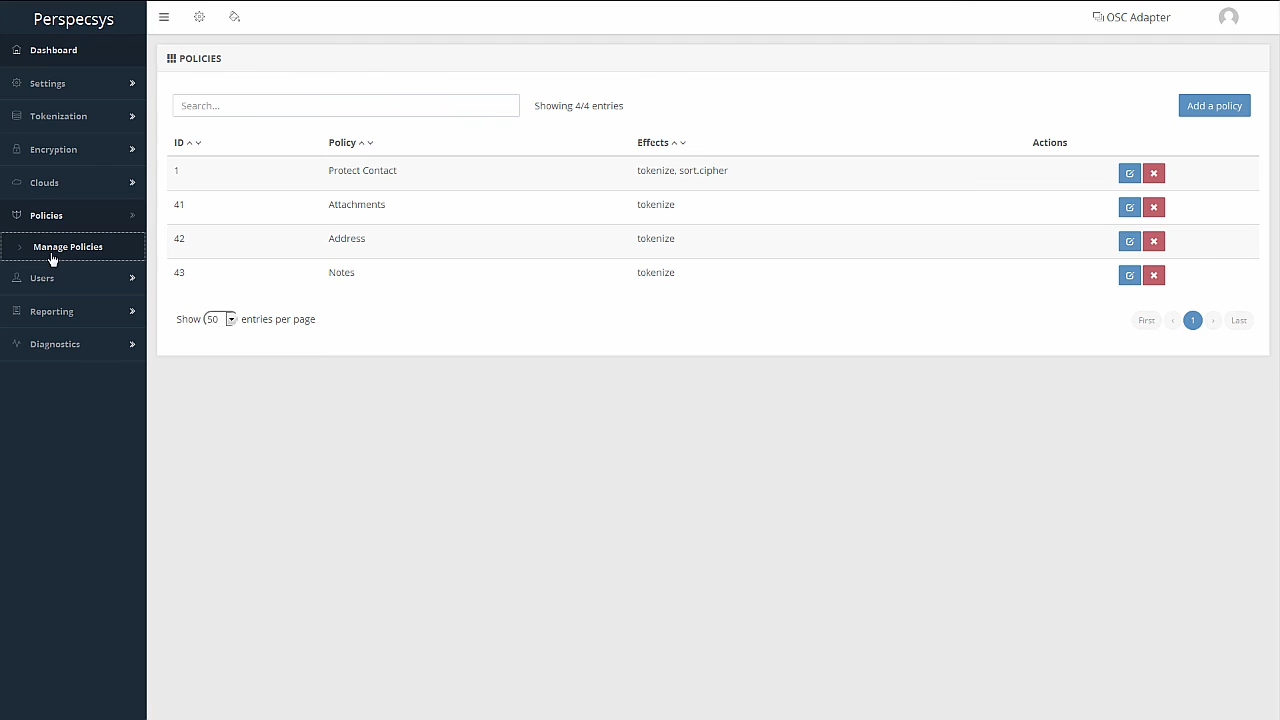 Perspecsys
OSC Adapter
Dashboard
Settings
Tokenization
Encryption
Clouds
Policies
Manage Policies
Users
Reporting
Diagnostics
POLICIES
Search...
Showing 4/4 entries
Add a policy
ID Policy Effects Actions
1 Protect Contact tokenize, sort.cipher
41 Attachments tokenize
42 Address tokenize
43 Notes tokenize
Show 50 entries per page
First ‹ 1 › Last